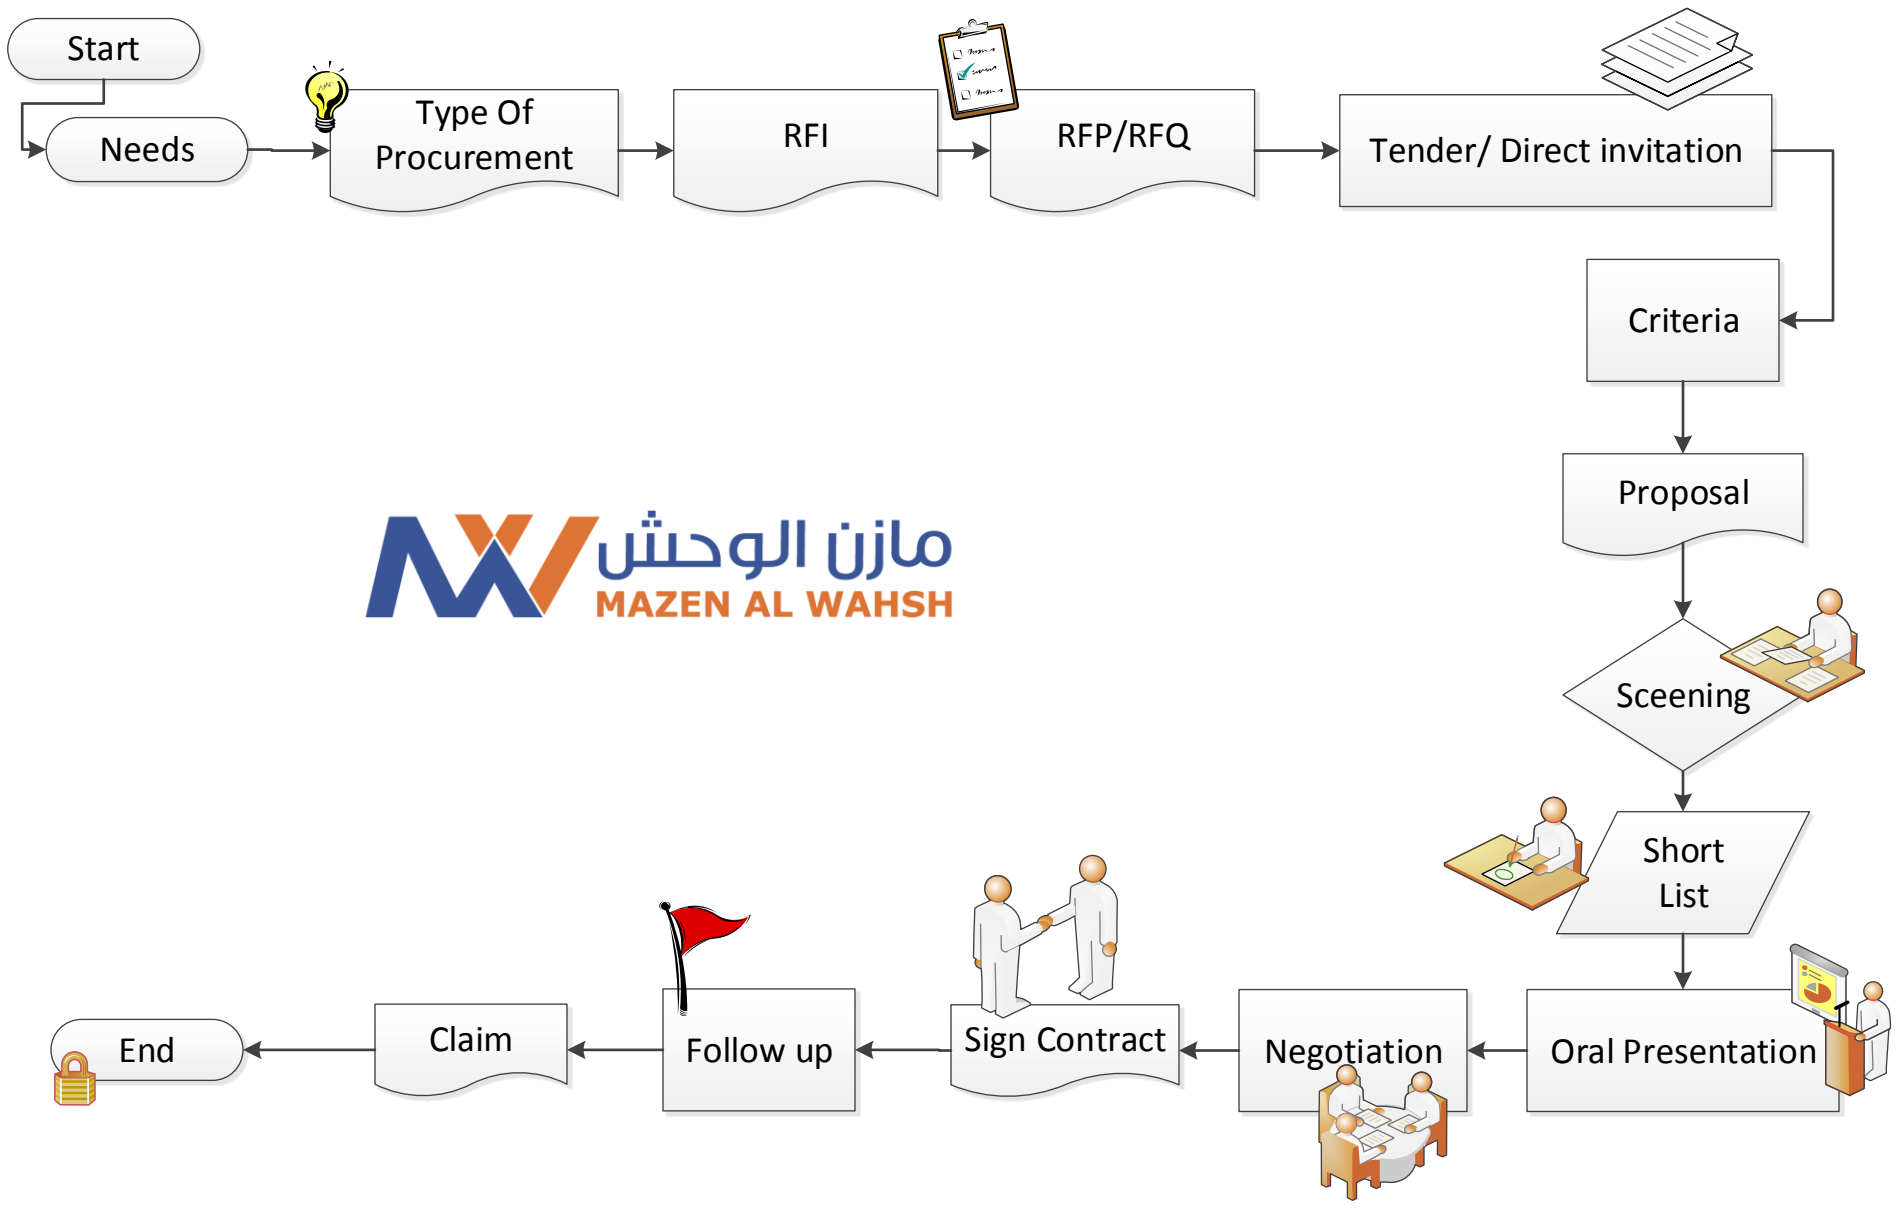 Start
Needs
Type Of
Procurement
RFI
RFP/RFQ
Tender/ Direct invitation
Criteria
Proposal
Sceening
Short
List
Oral Presentation
Negotiation
Sign Contract
Follow up
Claim
End
مازن الوحش
MAZEN AL WAHSH